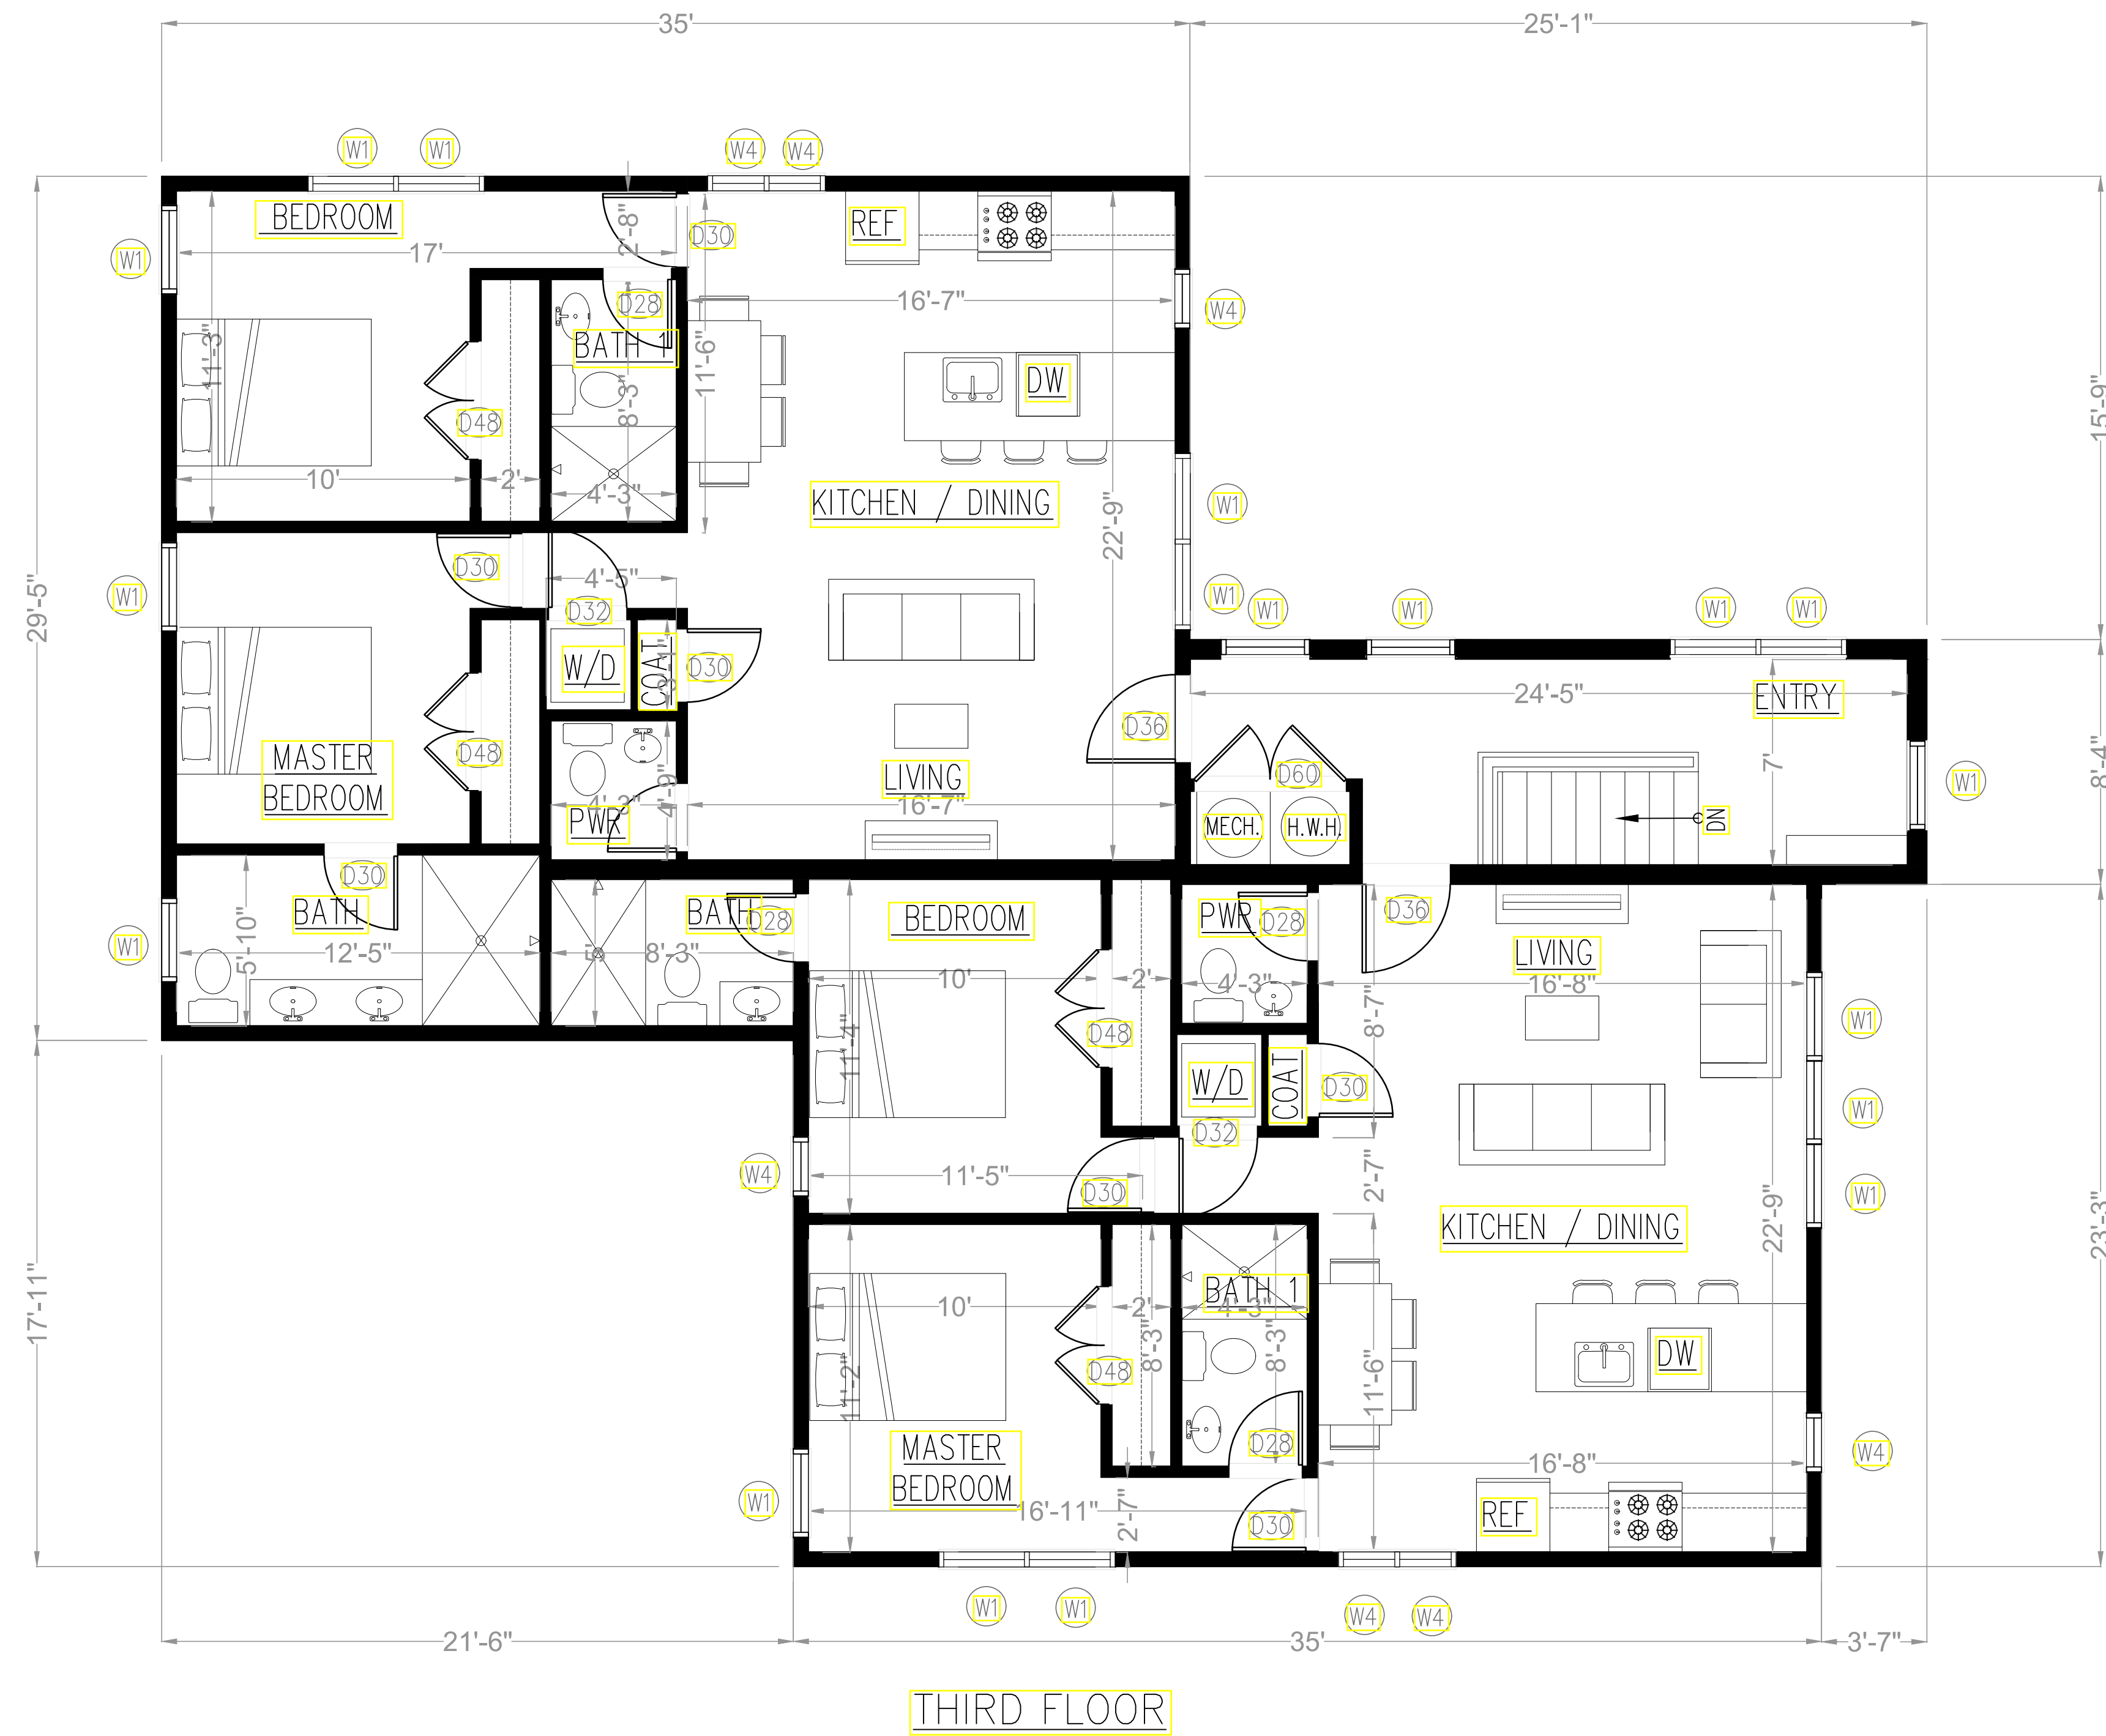 35'
25'-1"
W1
W1
W4
W4
BEDROOM
2'-8"
D30
REF
W1
17'
D28
16'-7"
W4
BATH 1
11'-3"
11'-6"
8'-3"
DW
15'-9"
D48
10'
2'
4'-3"
KITCHEN / DINING
22'-9"
W1
29'-5"
W1
D30
4'-5"
D32
W1
W1
W1
W1
W1
W/D
COAT
3'-1"
D30
24'-5"
ENTRY
MASTER
BEDROOM
D48
D36
D60
7'
W1
8'-4"
LIVING
16'-7"
4'-3"
4'-9"
PWR
MECH.
H.W.H.
DN
D30
BATH
BATH
D28
BEDROOM
PWR
D28
D36
LIVING
W1
5'-10"
12'-5"
5'
8'-3"
10'
2'
4'-3"
16'-8"
8'-7"
W1
11'-4"
D48
W/D
COAT
D30
W1
D32
W4
11'-5"
D30
2'-7"
W1
KITCHEN / DINING
22'-9"
23'-3"
17'-11"
10'
2'
BATH 1
4'-3"
8'-3"
8'-3"
11'-2"
D48
11'-6"
DW
MASTER
BEDROOM
D28
16'-8"
W4
W1
16'-11"
2'-7"
D30
REF
W1
W1
W4
W4
21'-6"
35'
3'-7"
THIRD FLOOR